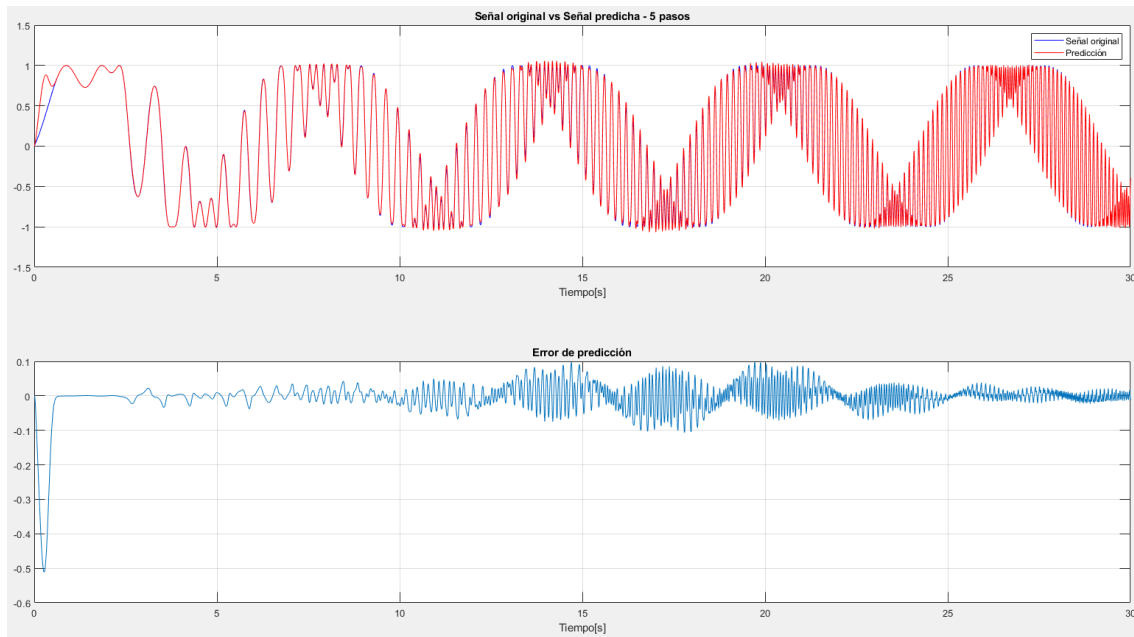 Señal original vs Señal predicha - 5 pasos
1.5
1
0.5
0
-0.5
-1
-1.5
Señal original
Predicción
0 5 10 15 20 25 30
Tiempo[s]
Error de predicción
0.1
0
-0.1
-0.2
-0.3
-0.4
-0.5
-0.6
0 5 10 15 20 25 30
Tiempo[s]